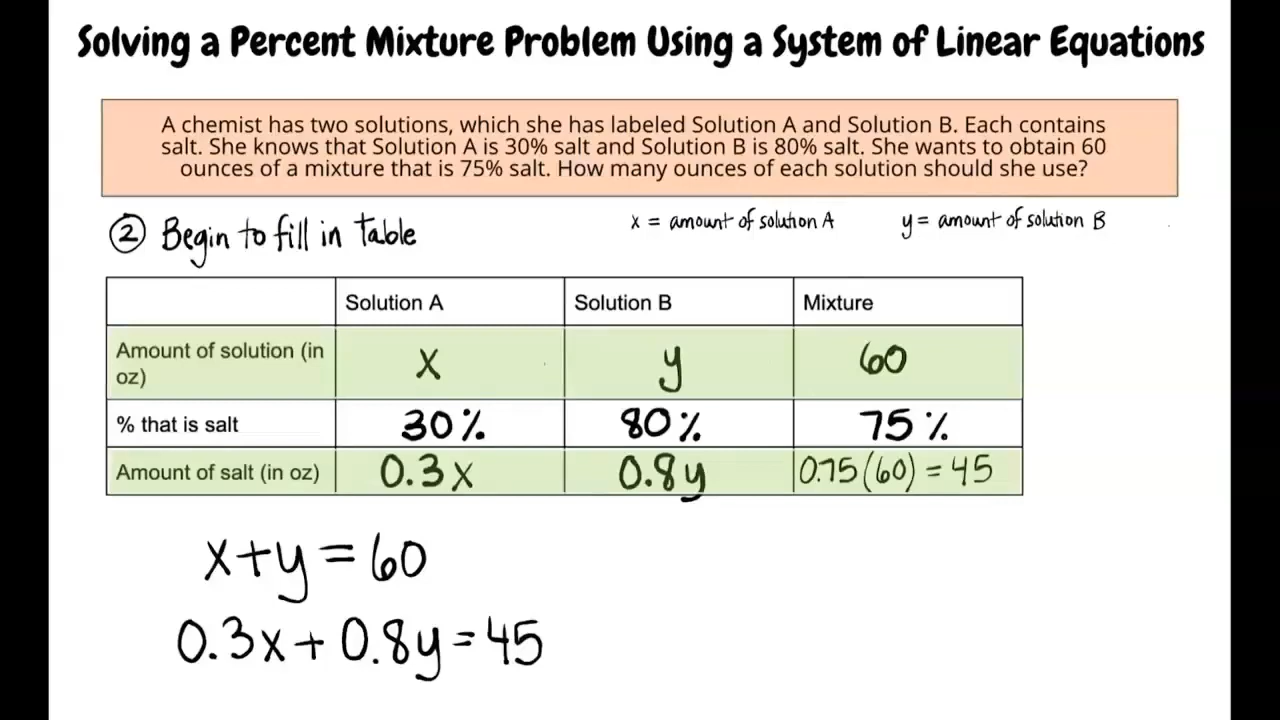 Solving a Percent Mixture Problem Using a System of Linear Equations
A chemist has two solutions, which she has labeled Solution A and Solution B. Each contains
salt. She knows that Solution A is 30% salt and Solution B is 80% salt. She wants to obtain 60
ounces of a mixture that is 75% salt. How many ounces of each solution should she use?
② Begin to fill in table
x = amount of solution A
y = amount of solution B
Solution A Solution B Mixture
Amount of solution (in
oz) x y 60
% that is salt 30% 80% 75%
Amount of salt (in oz) 0.3x 0.8y 0.75(60) = 45
x+y=60
0.3x+0.8y=45